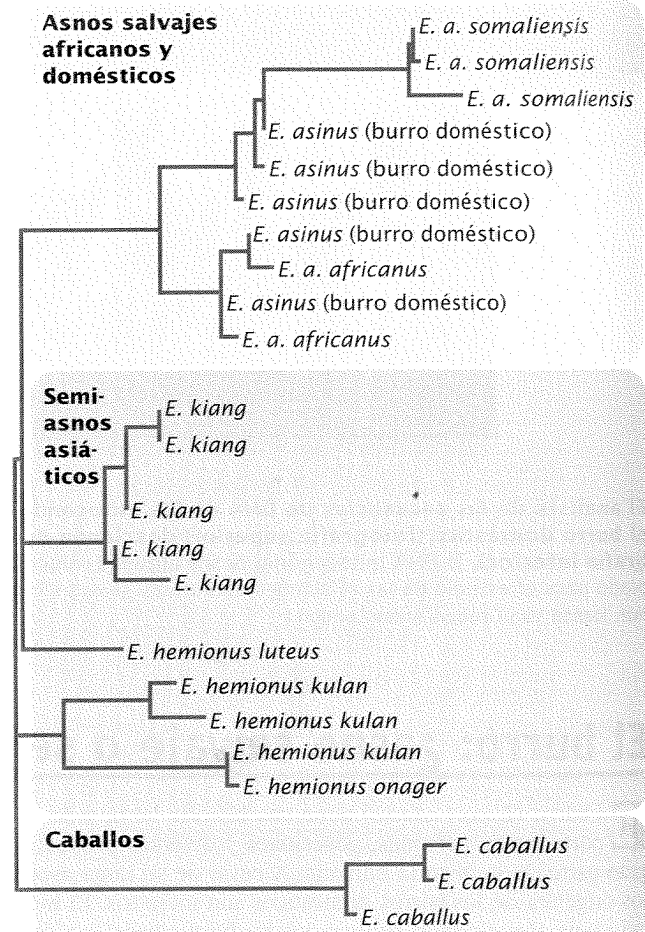 Asnos salvajes
africanos y
domésticos
E. a. somaliensis
E. a. somaliensis
E. a. somaliensis
E. asinus (burro doméstico)
E. asinus (burro doméstico)
E. asinus (burro doméstico)
E. asinus (burro doméstico)
E. a. africanus
E. asinus (burro doméstico)
E. a. africanus
Semi-
asnos
asiá-
ticos
E. kiang
E. kiang
E. kiang
E. kiang
E. kiang
E. hemionus luteus
E. hemionus kulan
E. hemionus kulan
E. hemionus kulan
E. hemionus onager
Caballos
E. caballus
E. caballus
E. caballus